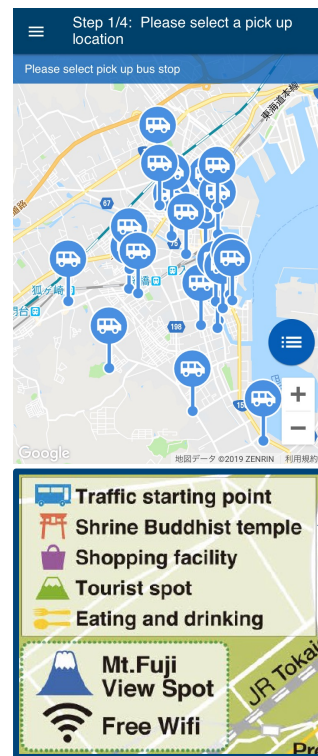 Step 1/4: Please select a pick up
location
Please select pick up bus stop
東海道本線
67
75
狐ヶ崎
198
Google
地図データ ©2019 ZENRIN
利用規約
Traffic starting point
Shrine Buddhist temple
Shopping facility
Tourist spot
Eating and drinking
Mt.Fuji
View Spot
Free Wifi
JR Tokai